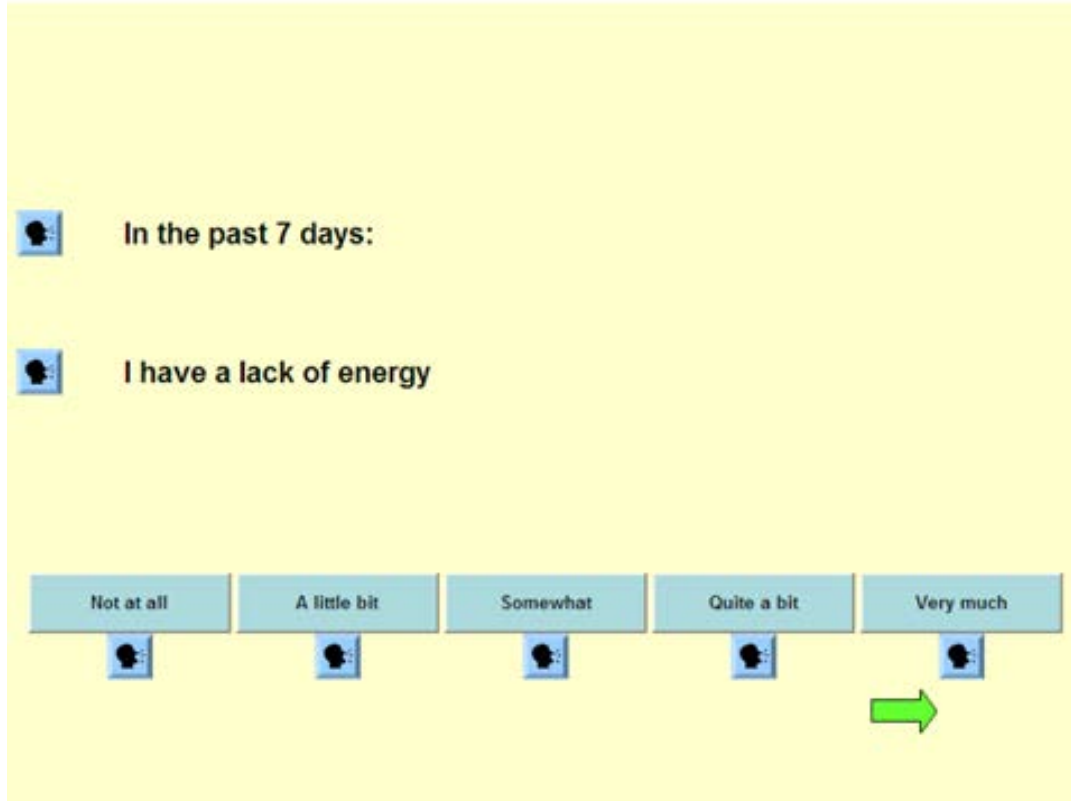 In the past 7 days:
I have a lack of energy
Not at all A little bit Somewhat Quite a bit Very much